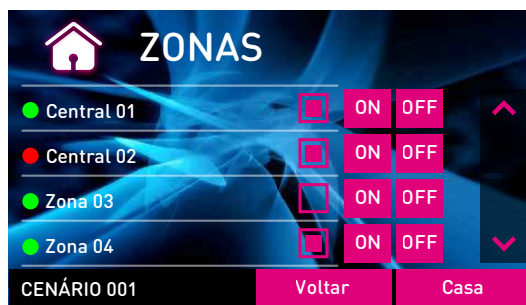 ZONAS
Central 01 ON OFF
Central 02 ON OFF
Zona 03 ON OFF
Zona 04 ON OFF
CENÁRIO 001 Voltar Casa